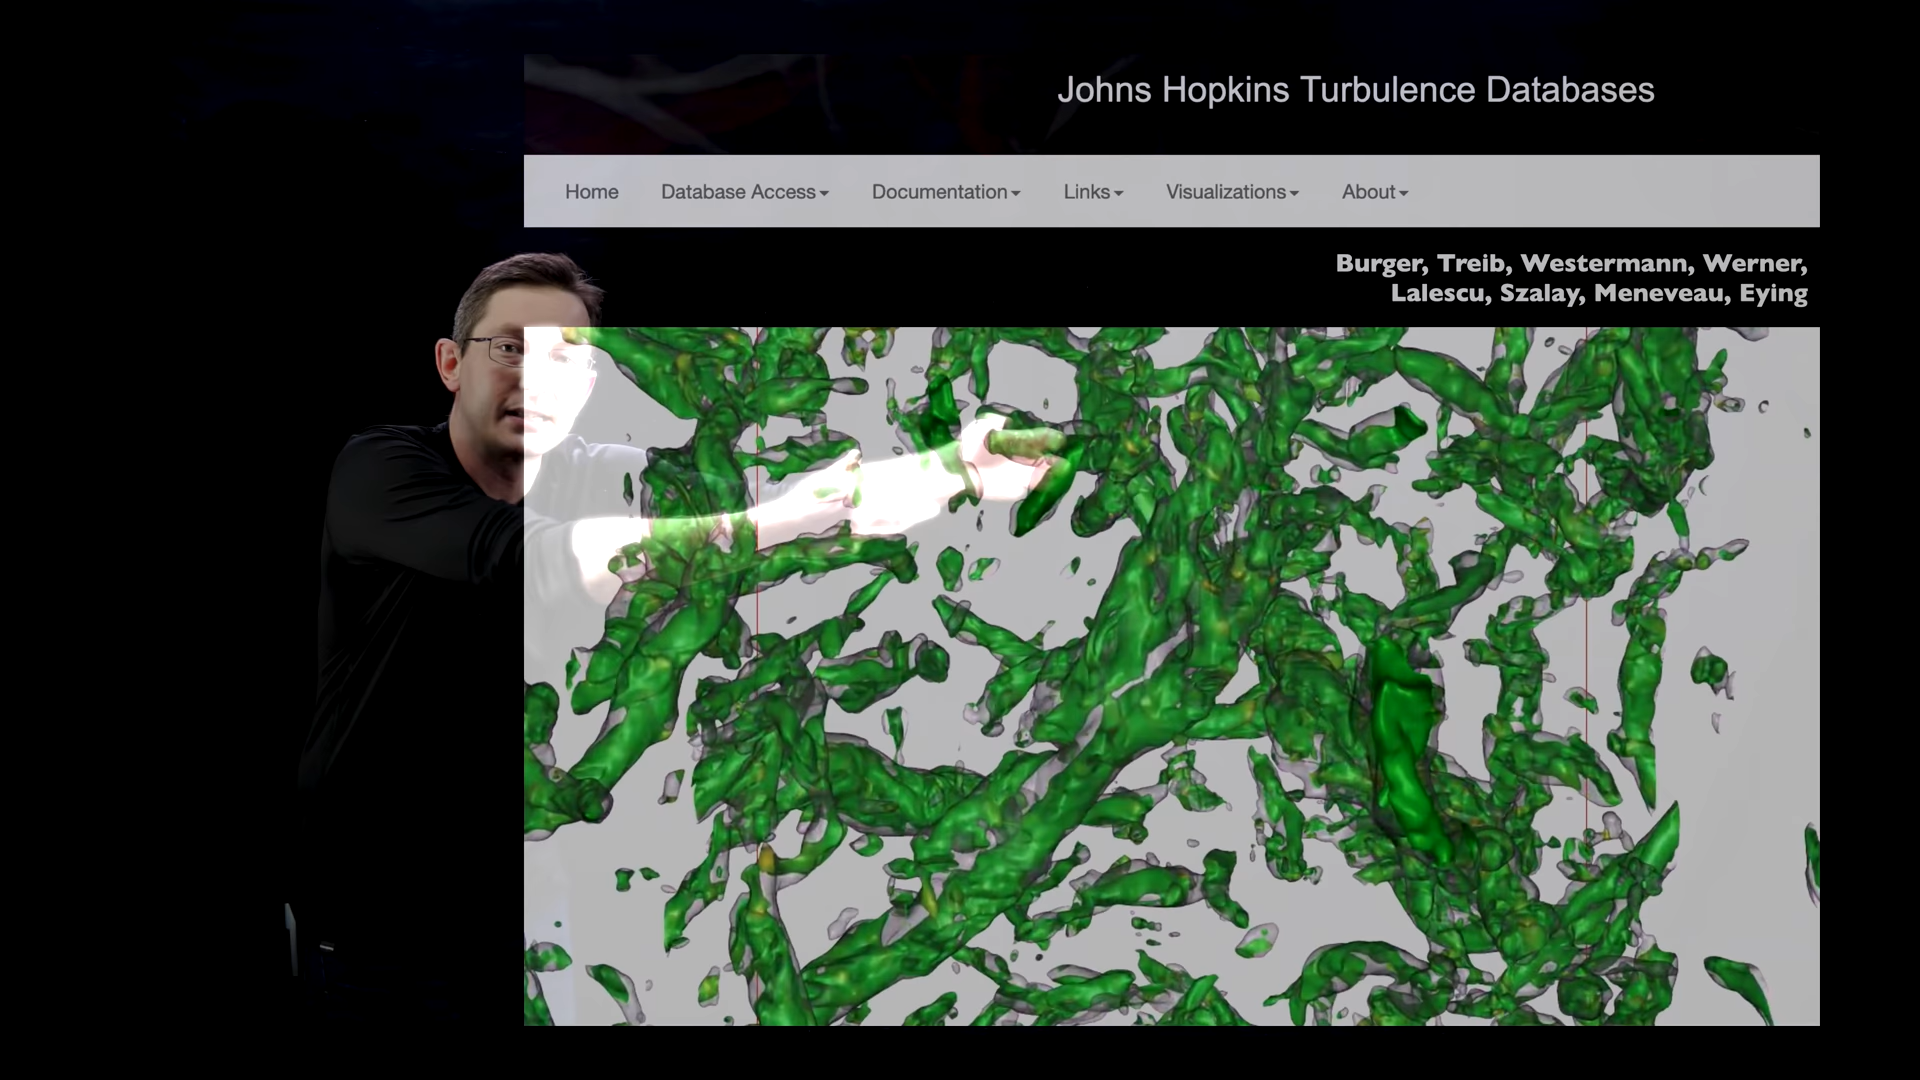 Johns Hopkins Turbulence Databases
Home Database Access Documentation Links Visualizations About
Burger, Treib, Westermann, Werner,
Lalescu, Szalay, Meneveau, Eying